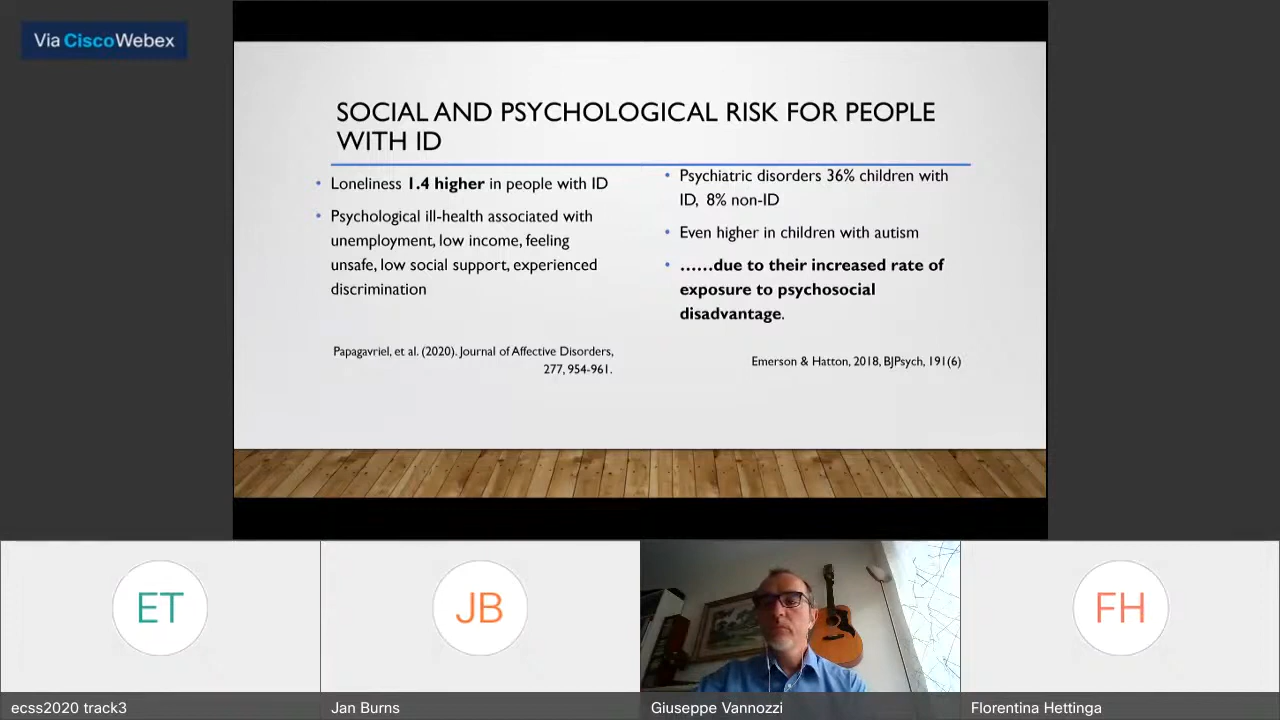 Via Cisco Webex
SOCIAL AND PSYCHOLOGICAL RISK FOR PEOPLE
WITH ID
• Loneliness 1.4 higher in people with ID
• Psychological ill-health associated with
unemployment, low income, feeling
unsafe, low social support, experienced
discrimination
Papagavriel, et al. (2020). Journal of Affective Disorders,
277, 954-961.
• Psychiatric disorders 36% children with
ID, 8% non-ID
• Even higher in children with autism
• ......due to their increased rate of
exposure to psychosocial
disadvantage.
Emerson & Hatton, 2018, BJPsych, 191(6)
ET
JB
FH
ecss2020 track3
Jan Burns
Giuseppe Vannozzi
Florentina Hettinga